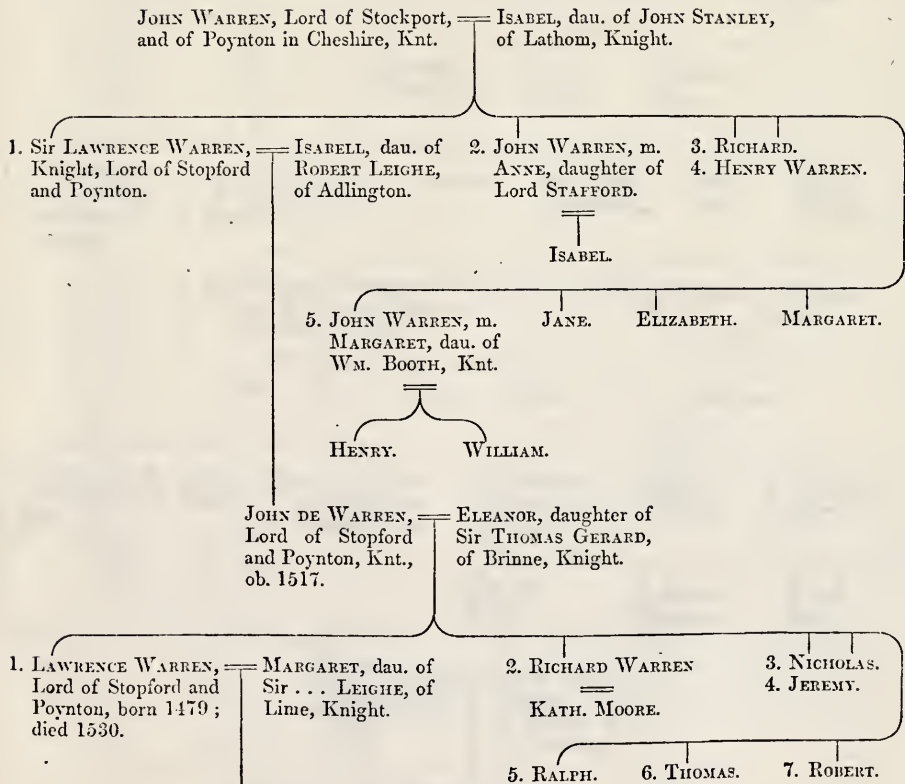 JOHN WARREN, Lord of Stockport,
and of Poynton in Cheshire, Knt.
ISABEL, dau. of JOHN STANLEY,
of Lathom, Knight.
1. Sir LAWRENCE WARREN,
Knight, Lord of Stopford
and Poynton.
ISABELL, dau. of
ROBERT LEIGHE,
of Adlington.
2. JOHN WARREN, m.
ANNE, daughter of
Lord STAFFORD.
ISABEL.
3. RICHARD.
4. HENRY WARREN.
5. JOHN WARREN, m.
MARGARET, dau. of
WM. BOOTH, Knt.
JANE.
ELIZABETH.
MARGARET.
HENRY.
WILLIAM.
JOHN DE WARREN,
Lord of Stopford
and Poynton, Knt.,
ob. 1517.
ELEANOR, daughter of
Sir THOMAS GERARD,
of Brinne, Knight.
1. LAWRENCE WARREN,
Lord of Stopford and
Poynton, born 1479;
died 1530.
MARGARET, dau. of
Sir ... LEIGHE, of
Lime, Knight.
2. RICHARD WARREN
KATH. MOORE.
3. NICHOLAS.
4. JEREMY.
5. RALPH.
6. THOMAS.
7. ROBERT.